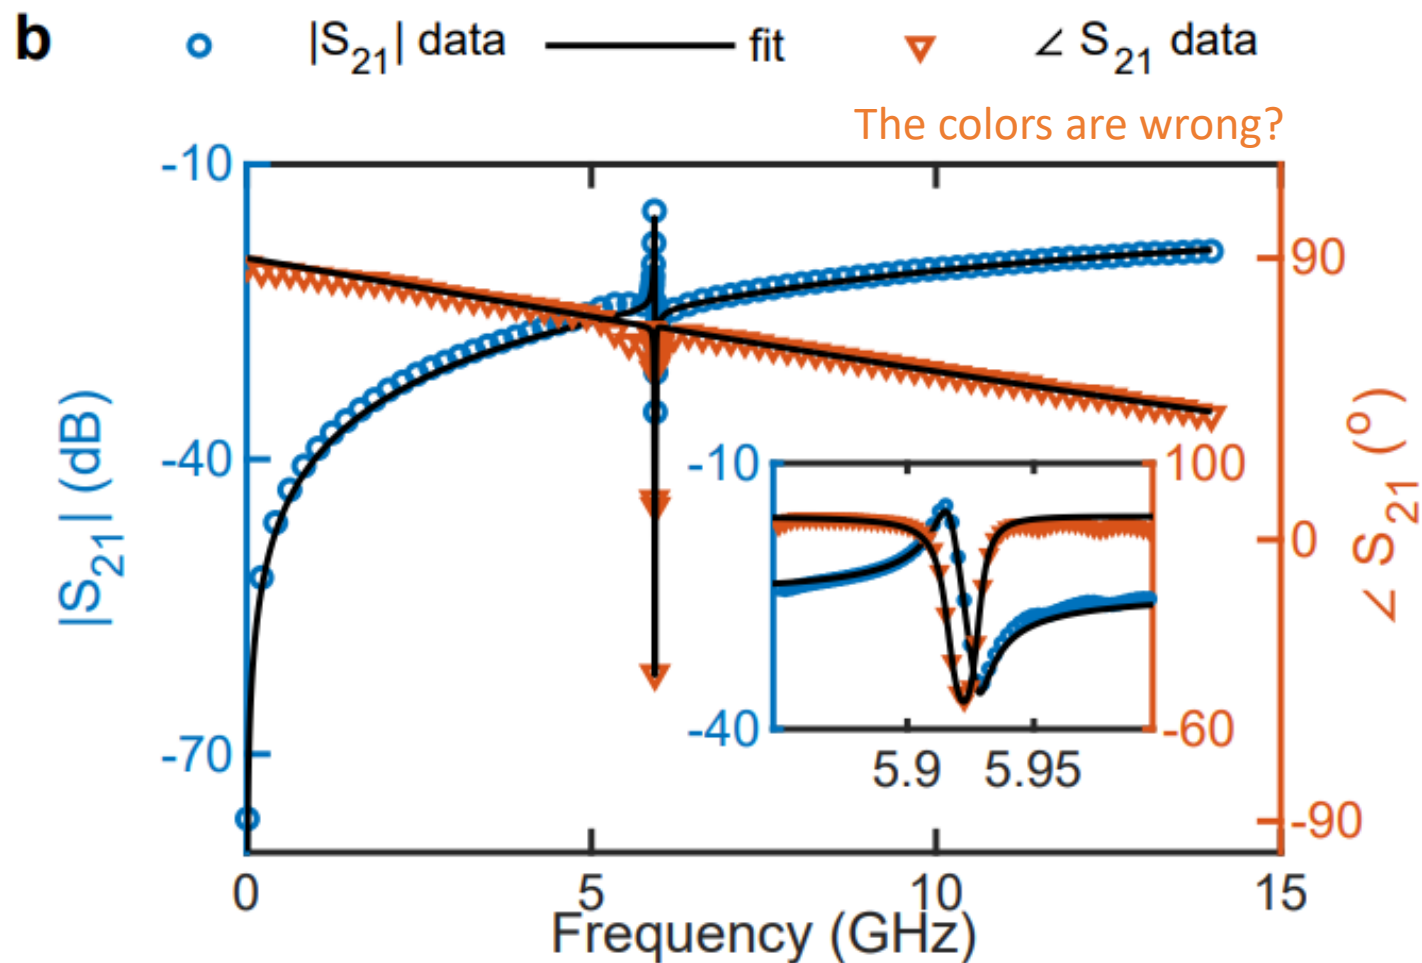 b |S21| data fit ∠ S21 data
The colors are wrong?
-10
-40
-70
|S21| (dB)
90
0
-90
∠ S21 (o)
-10 100
-40 -60
5.9 5.95
0 5 10 15
Frequency (GHz)